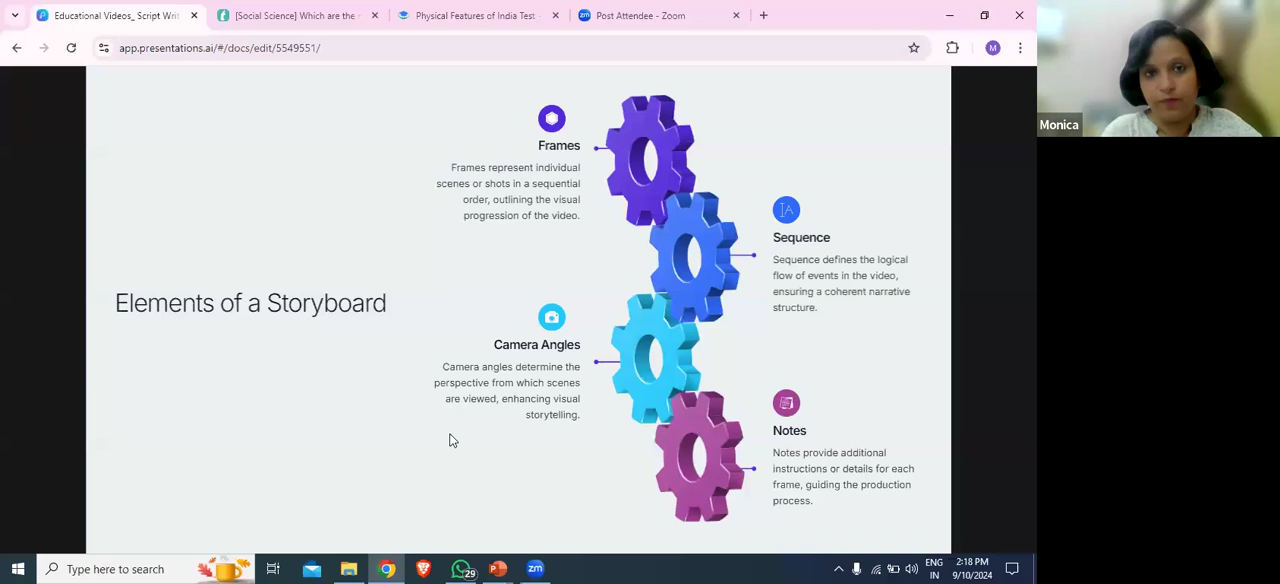 Educational Videos_ Script Writ
[Social Science] Which are the
Physical Features of India Test -
Post Attendee - Zoom
app.presentations.ai/#/docs/edit/5549551/
M
Monica
Elements of a Storyboard
Frames
Frames represent individual
scenes or shots in a sequential
order, outlining the visual
progression of the video.
Sequence
Sequence defines the logical
flow of events in the video,
ensuring a coherent narrative
structure.
Camera Angles
Camera angles determine the
perspective from which scenes
are viewed, enhancing visual
storytelling.
Notes
Notes provide additional
instructions or details for each
frame, guiding the production
process.
Type here to search
29
zm
ENG
IN
2:18 PM
9/10/2024